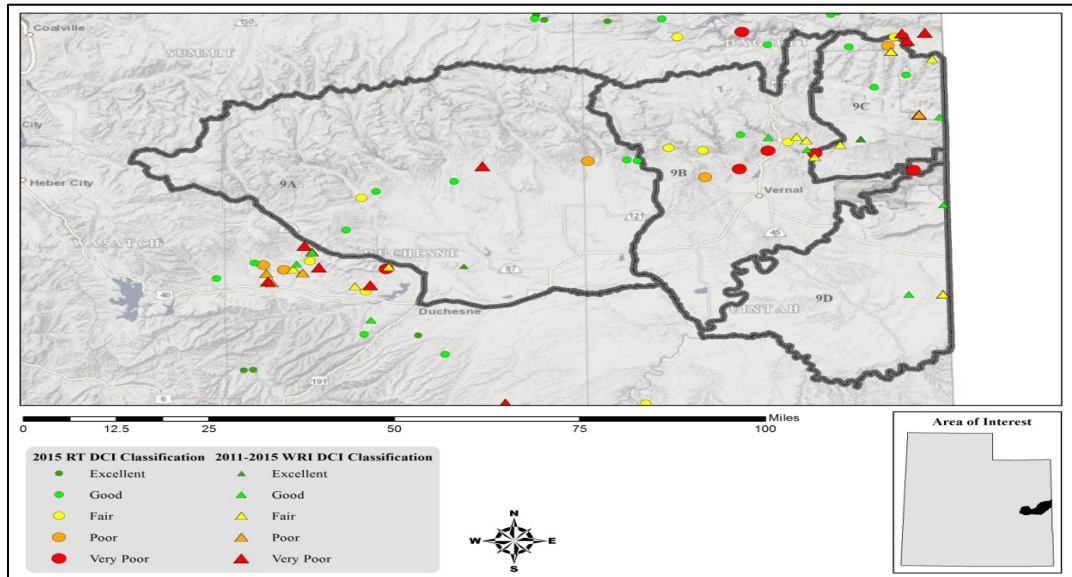 Coalville
150
SUMMIT
DAGGETT
9C
City
Heber City
9A
9B
Vernal
121
45
WASATCH
DUCHESNE
87
40
9D
UINTAH
Duchesne
191
6
Miles
0 12.5 25 50 75 100
2015 RT DCI Classification 2011-2015 WRI DCI Classification
Excellent Excellent
Good Good
Fair Fair
Poor Poor
Very Poor Very Poor
N
W E
S
Area of Interest